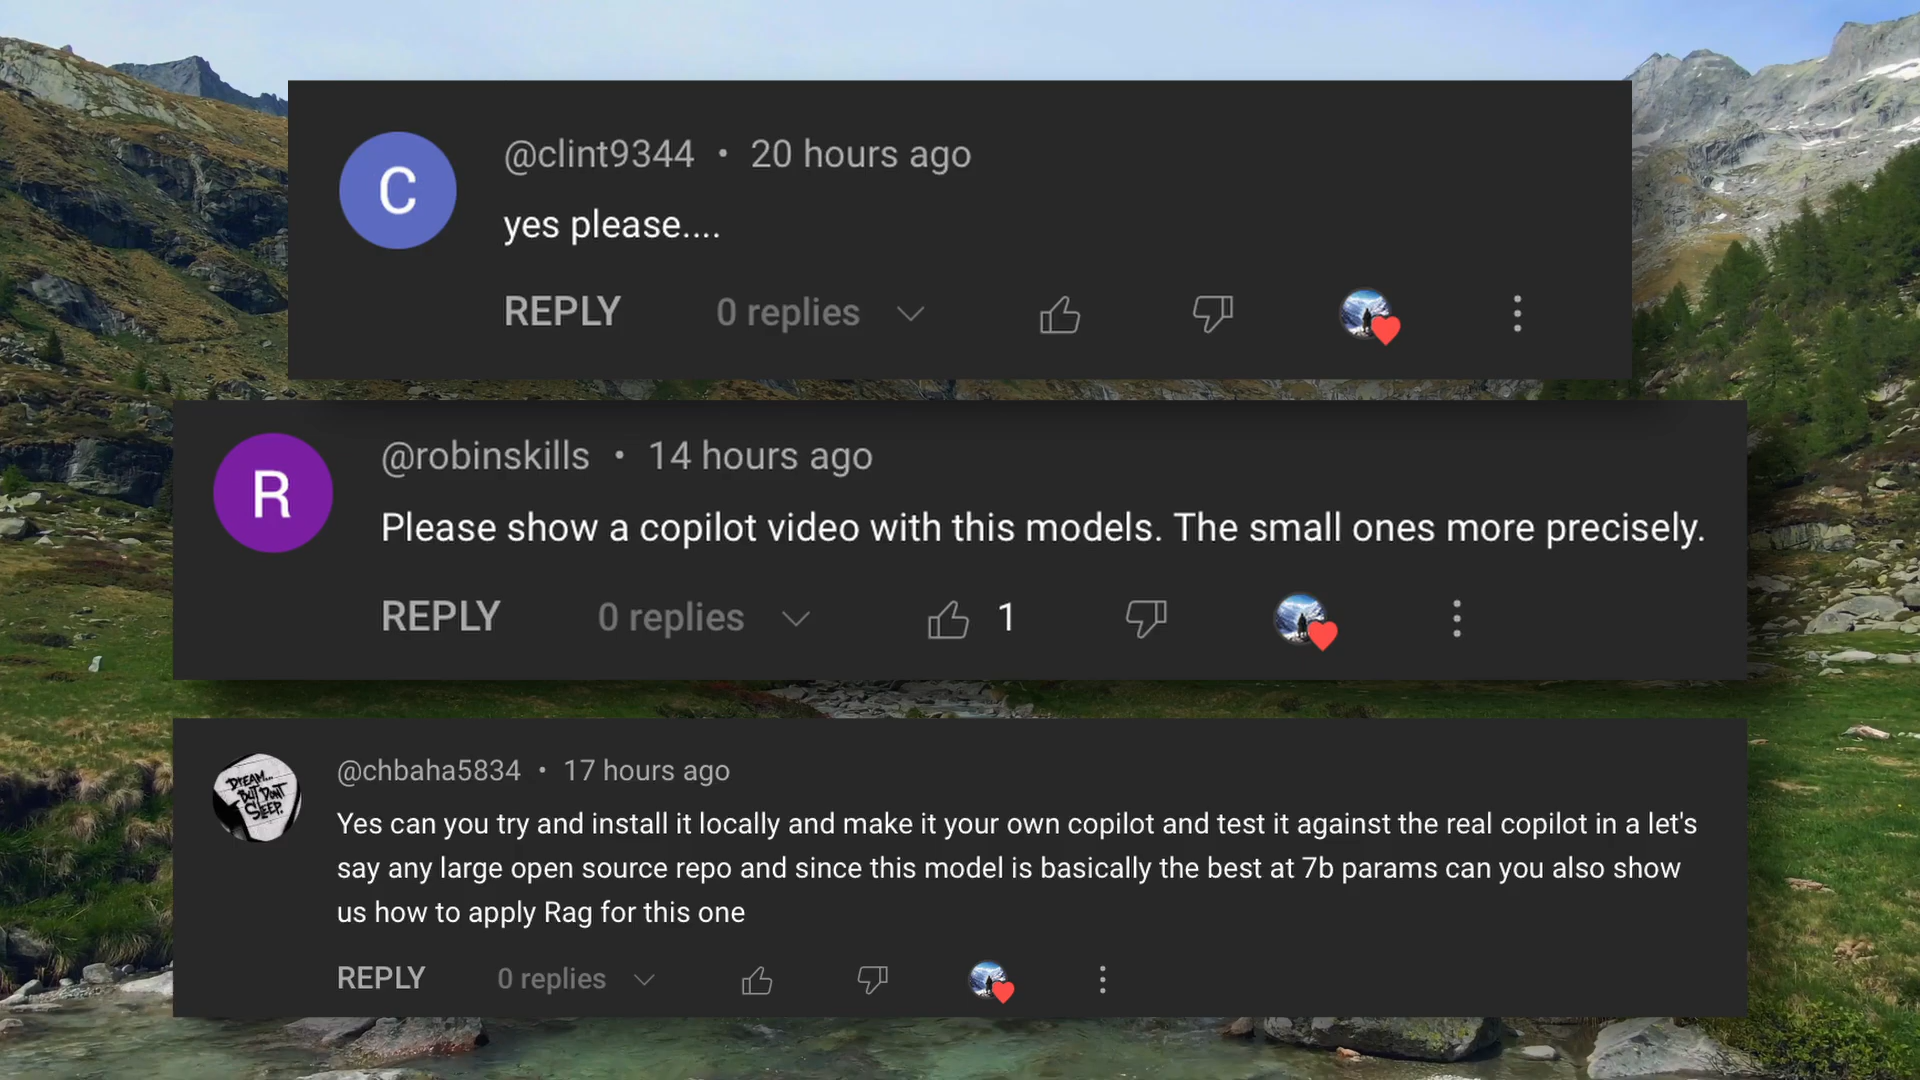 C
@clint9344 • 20 hours ago
yes please....
REPLY 0 replies
R
@robinskills • 14 hours ago
Please show a copilot video with this models. The small ones more precisely.
REPLY 0 replies 1
DREAM...
BUT DON'T
SLEEP.
@chbaha5834 • 17 hours ago
Yes can you try and install it locally and make it your own copilot and test it against the real copilot in a let's
say any large open source repo and since this model is basically the best at 7b params can you also show
us how to apply Rag for this one
REPLY 0 replies